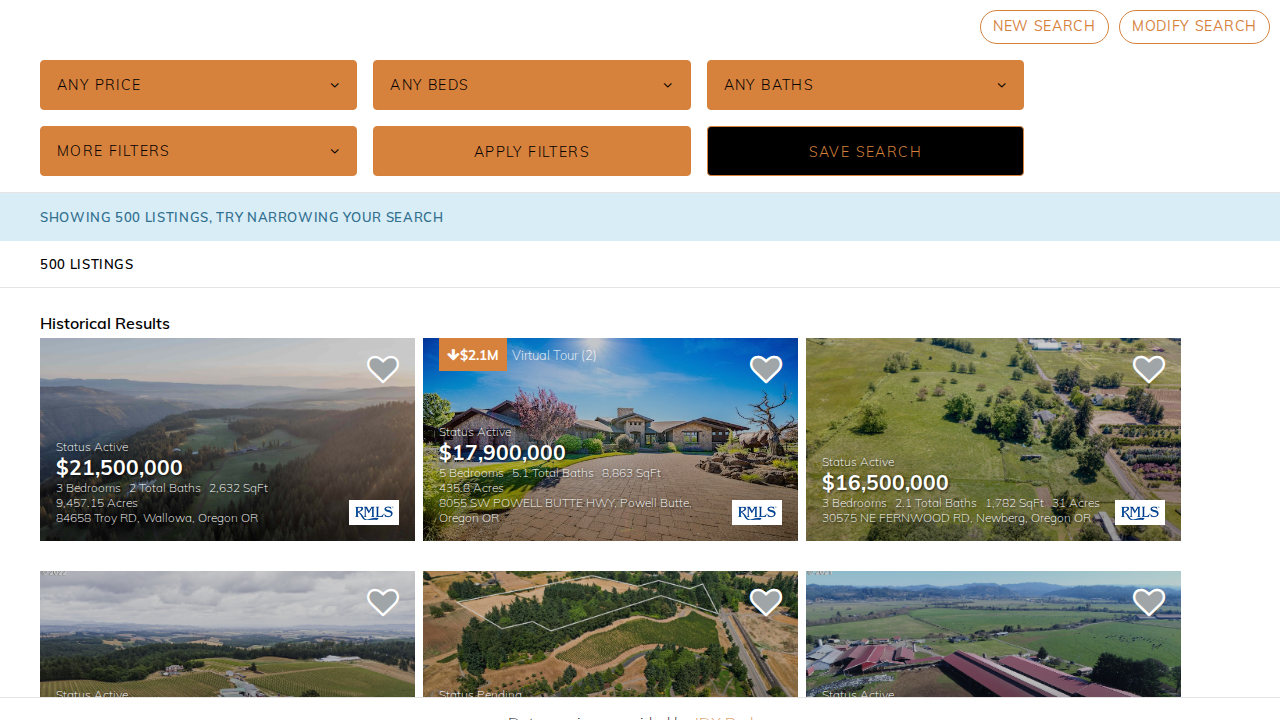 NEW SEARCH
MODIFY SEARCH
ANY PRICE
ANY BEDS
ANY BATHS
MORE FILTERS
APPLY FILTERS
SAVE SEARCH
SHOWING 500 LISTINGS, TRY NARROWING YOUR SEARCH
500 LISTINGS
Historical Results
Status Active
$21,500,000
3 Bedrooms 2 Total Baths 2,632 SqFt
9,457.15 Acres
84658 Troy RD, Wallowa, Oregon OR
RMLS
$2.1M Virtual Tour (2)
Status Active
$17,900,000
5 Bedrooms 5.1 Total Baths 8,863 SqFt
435.8 Acres
8055 SW POWELL BUTTE HWY, Powell Butte,
Oregon OR
RMLS
Status Active
$16,500,000
3 Bedrooms 2.1 Total Baths 1,782 SqFt 31 Acres
30575 NE FERNWOOD RD, Newberg, Oregon OR
RMLS
Status Active
Status Pending
Status Active